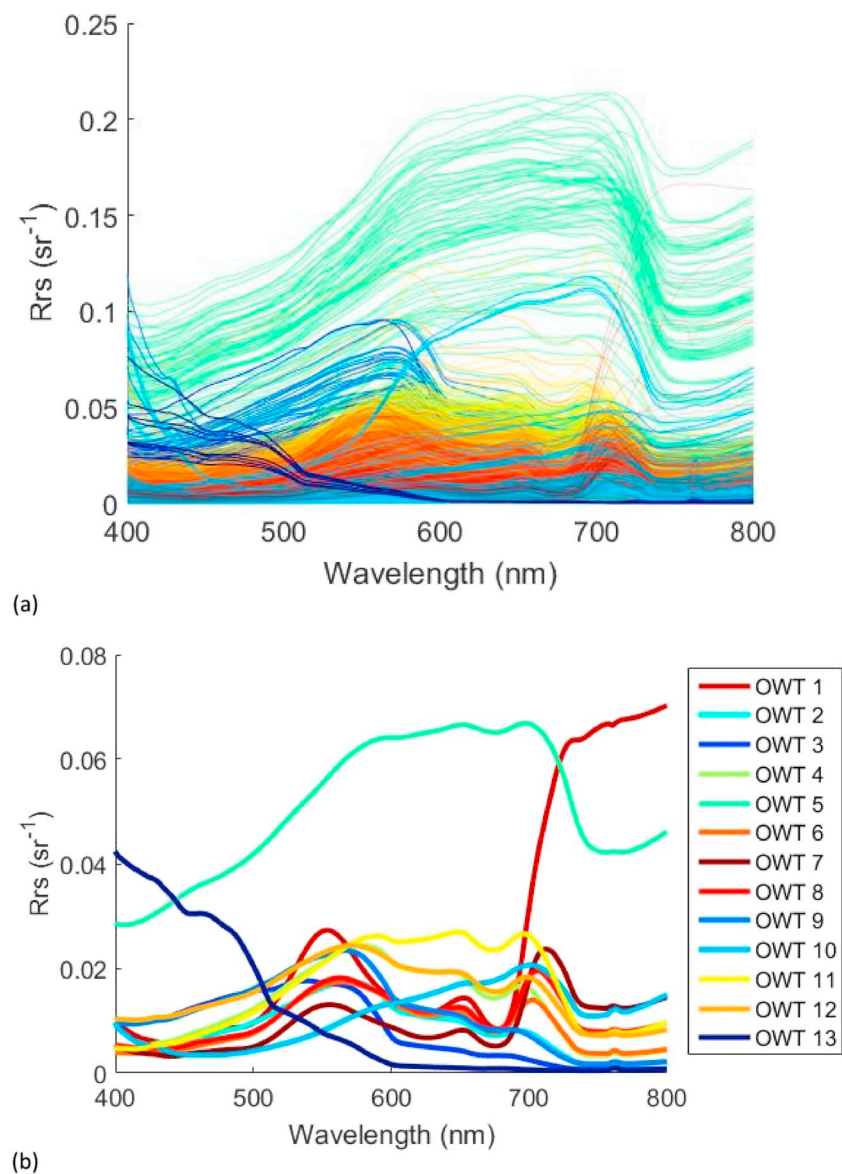 0.25
0.2
0.15
0.1
0.05
0
Rrs (sr-1)
400 500 600 700 800
Wavelength (nm)
(a)
0.08
0.06
0.04
0.02
0
Rrs (sr-1)
400 500 600 700 800
Wavelength (nm)
OWT 1
OWT 2
OWT 3
OWT 4
OWT 5
OWT 6
OWT 7
OWT 8
OWT 9
OWT 10
OWT 11
OWT 12
OWT 13
(b)